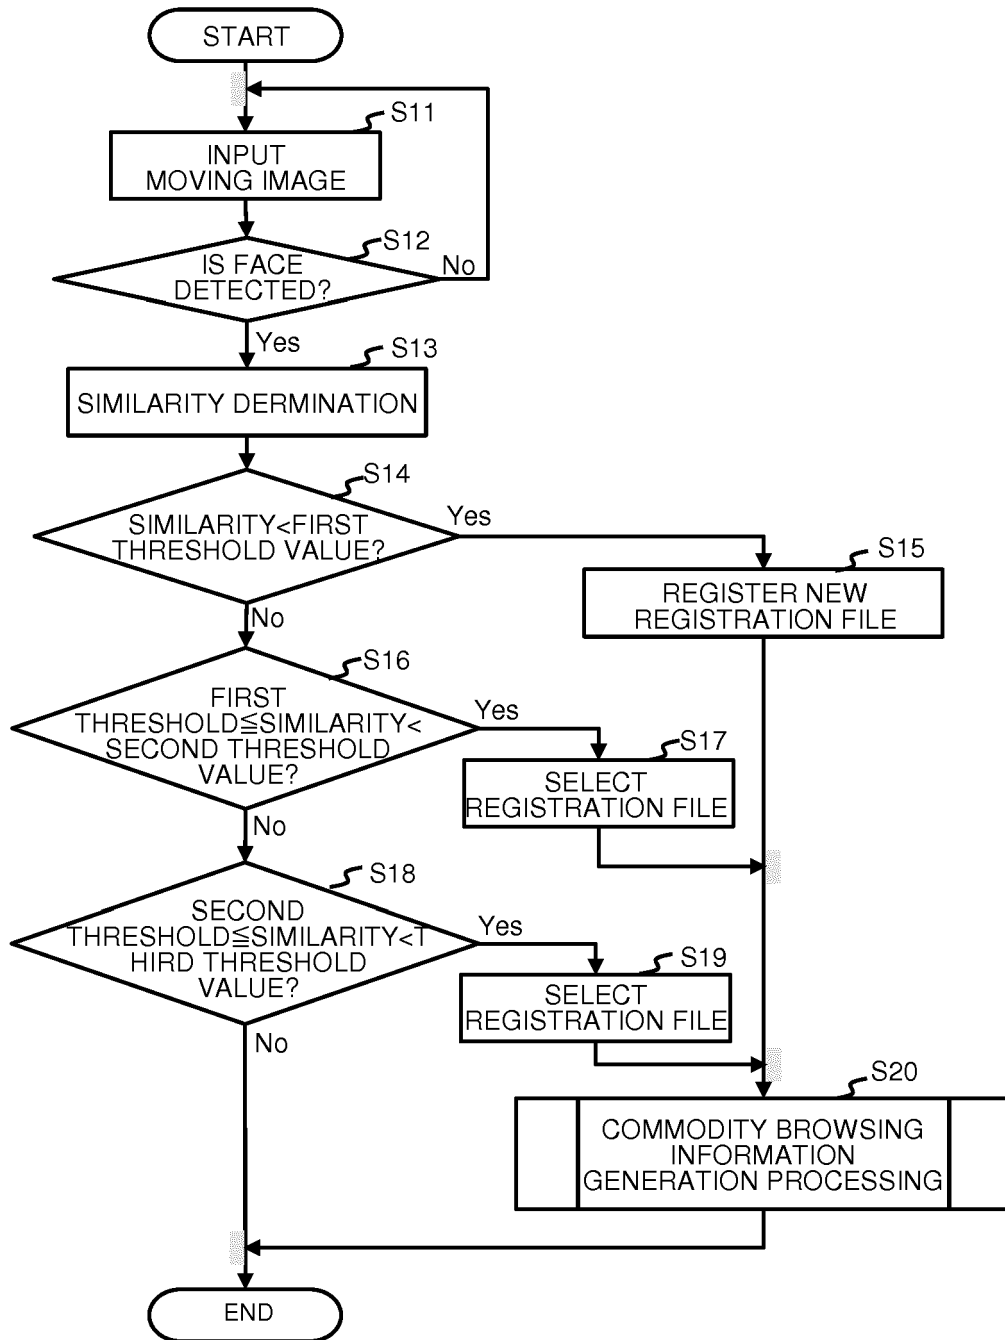 START
S11
INPUT
MOVING IMAGE
S12
IS FACE
DETECTED?
No
Yes
S13
SIMILARITY DERMINATION
S14
SIMILARITY<FIRST
THRESHOLD VALUE?
Yes
S15
REGISTER NEW
REGISTRATION FILE
No
S16
FIRST
THRESHOLD≦SIMILARITY<
SECOND THRESHOLD
VALUE?
Yes
S17
SELECT
REGISTRATION FILE
No
S18
SECOND
THRESHOLD≦SIMILARITY<T
HIRD THRESHOLD
VALUE?
Yes
S19
SELECT
REGISTRATION FILE
No
S20
COMMODITY BROWSING
INFORMATION
GENERATION PROCESSING
END